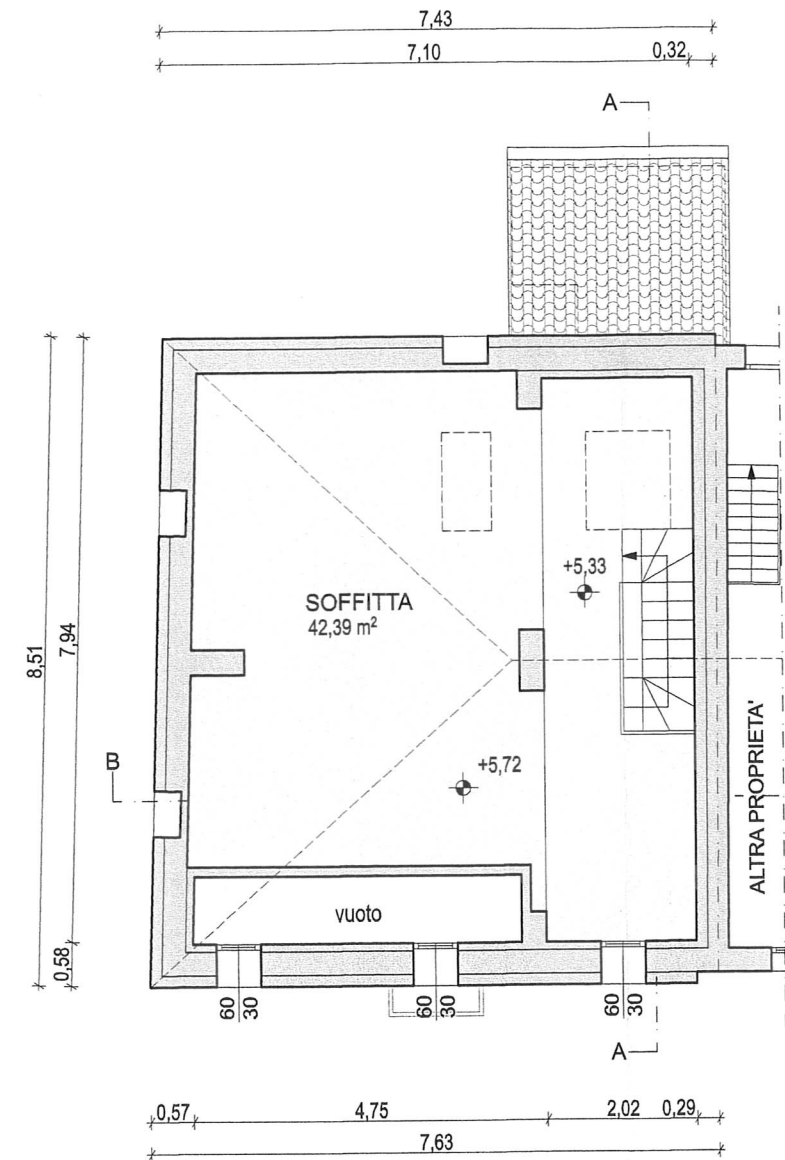 7,43
7,10 0,32
A
SOFFITTA
42,39 m²
+5,33
+5,72
8,51
7,94
0,58
B
ALTRA PROPRIETA'
vuoto
60
30
60
30
60
30
A
0,57 4,75 2,02 0,29
7,63